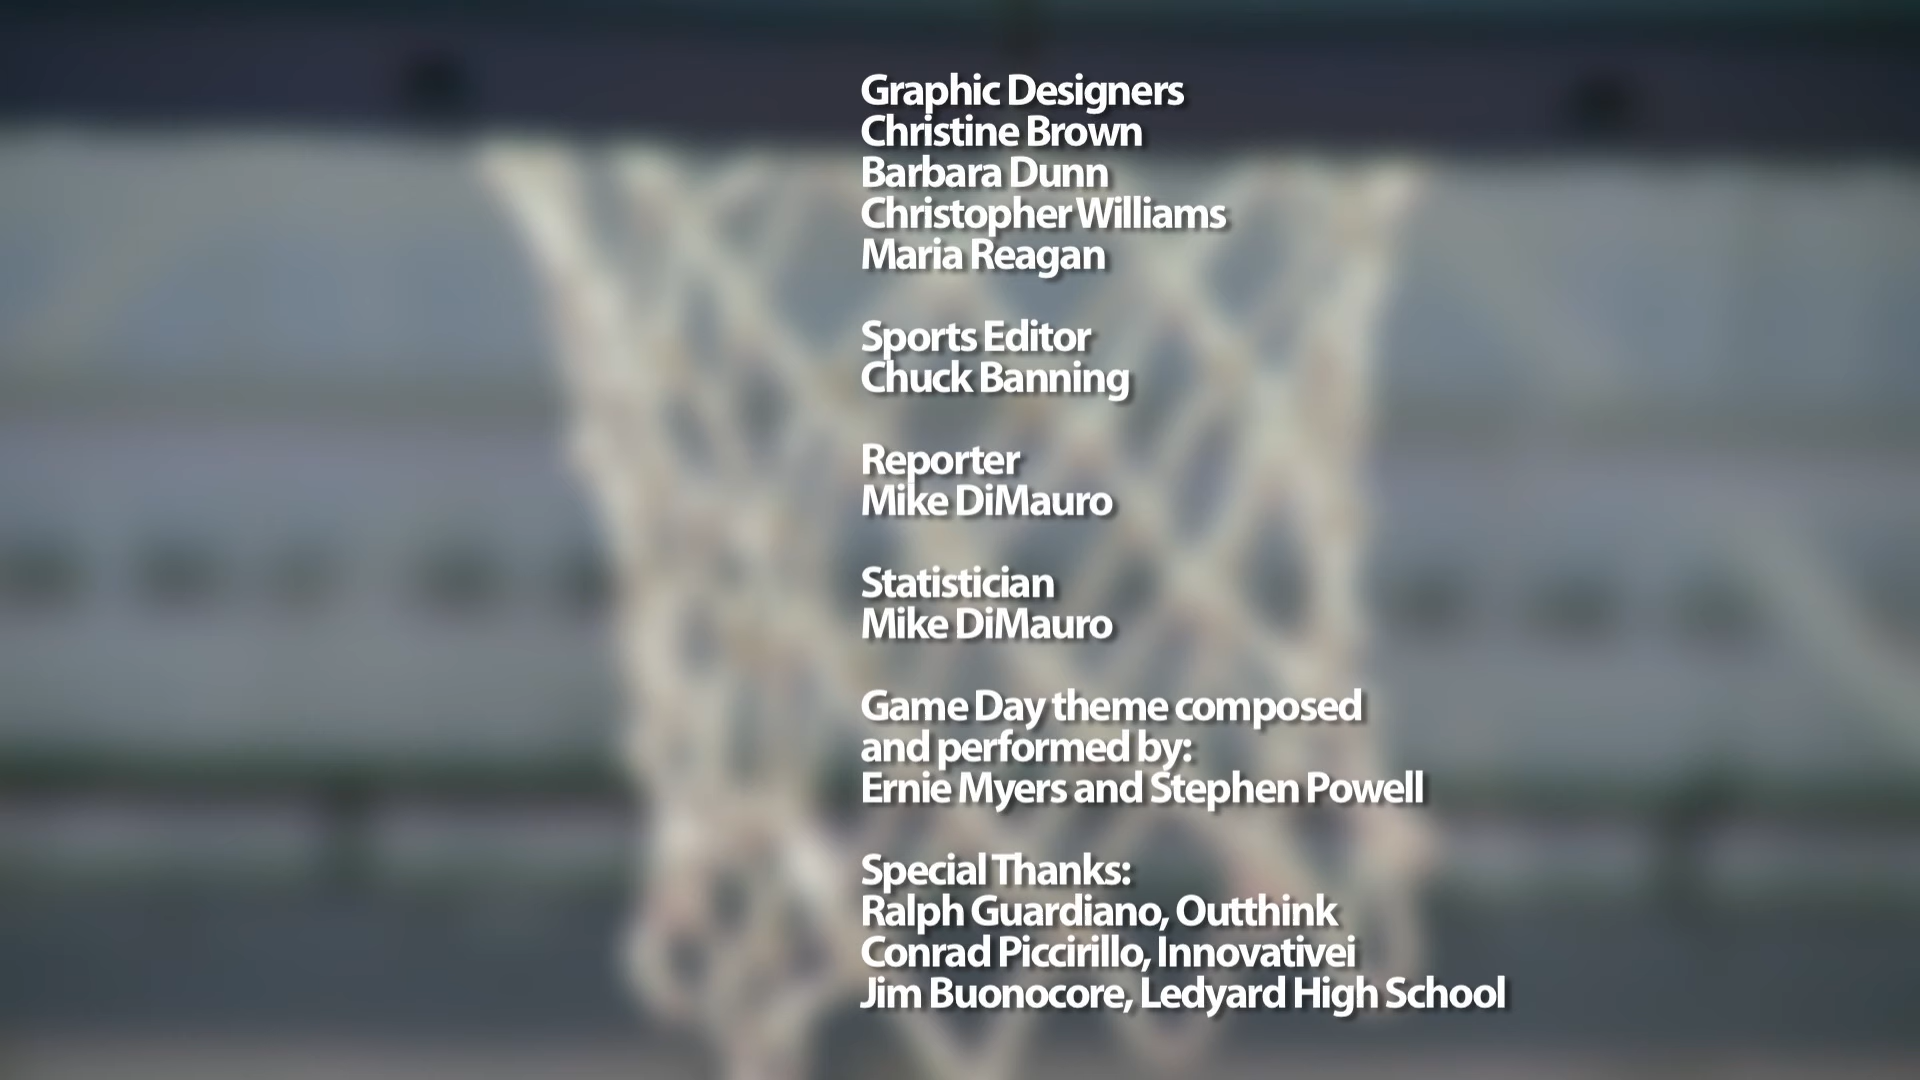 Graphic Designers
Christine Brown
Barbara Dunn
Christopher Williams
Maria Reagan
Sports Editor
Chuck Banning
Reporter
Mike DiMauro
Statistician
Mike DiMauro
Game Day theme composed
and performed by:
Ernie Myers and Stephen Powell
Special Thanks:
Ralph Guardiano, Outthink
Conrad Piccirillo, Innovativei
Jim Buonocore, Ledyard High School